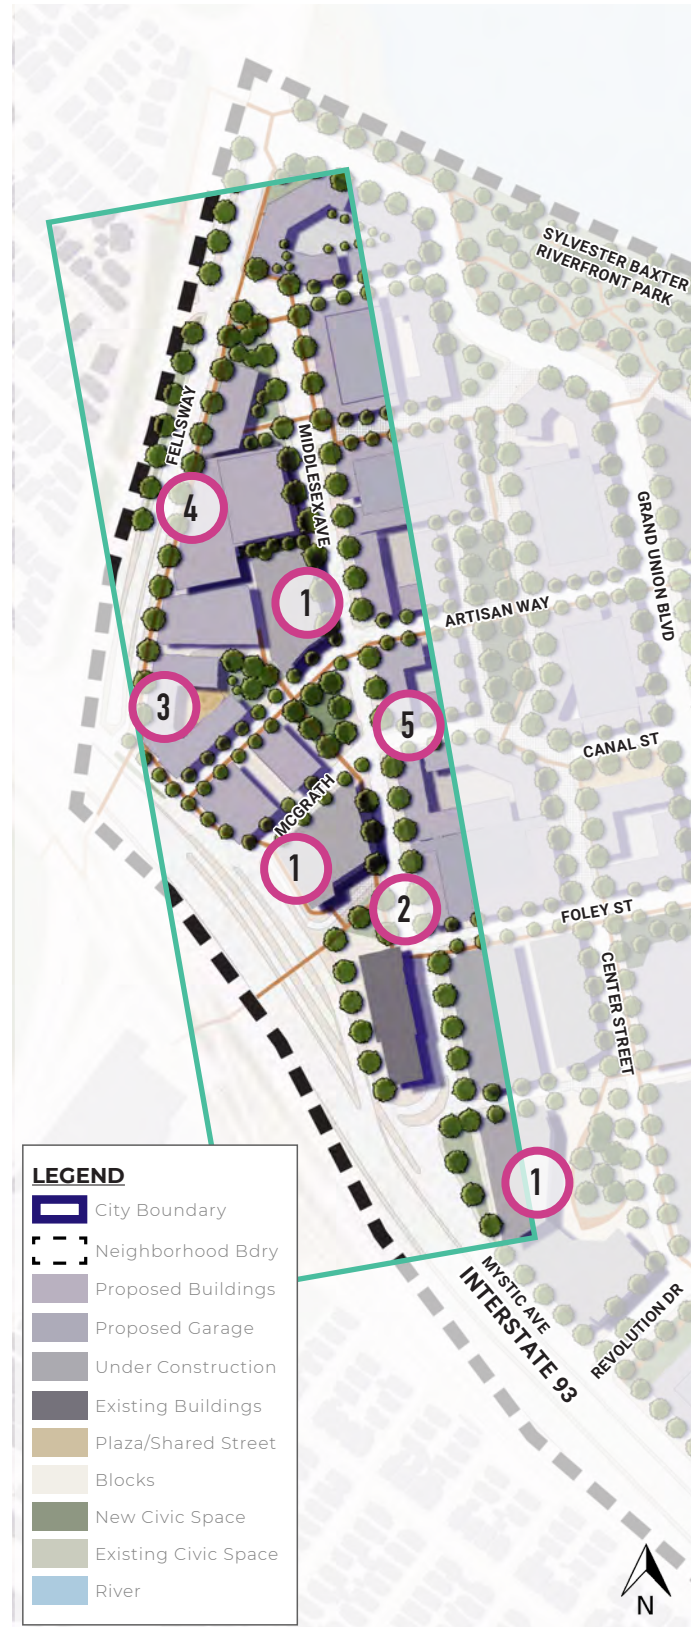 SYLVESTER BAXTER
RIVERFRONT PARK
FELLSWAY
MIDDLESEX AVE
4
GRAND UNION BLVD
1
ARTISAN WAY
3
5
CANAL ST
MCGRATH
1
2
FOLEY ST
CENTER STREET
1
MYSTIC AVE
INTERSTATE 93
REVOLUTION DR
LEGEND
City Boundary
Neighborhood Bdry
Proposed Buildings
Proposed Garage
Under Construction
Existing Buildings
Plaza/Shared Street
Blocks
New Civic Space
Existing Civic Space
River
N